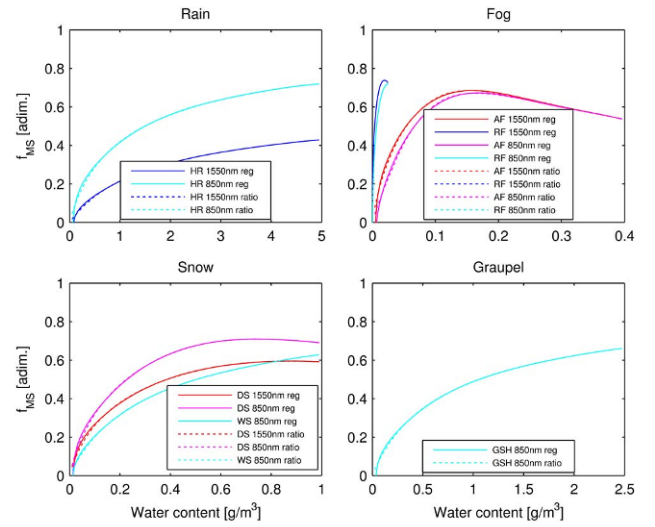 Rain
f_MS [adim.]
1
0.8
0.6
0.4
0.2
0
0 1 2 3 4 5
HR 1550nm reg
HR 850nm reg
HR 1550nm ratio
HR 850nm ratio
Fog
1
0.8
0.6
0.4
0.2
0
0 0.1 0.2 0.3 0.4
AF 1550nm reg
RF 1550nm reg
AF 850nm reg
RF 850nm reg
AF 1550nm ratio
RF 1550nm ratio
AF 850nm ratio
RF 850nm ratio
Snow
f_MS [adim.]
1
0.8
0.6
0.4
0.2
0
0 0.2 0.4 0.6 0.8 1
DS 1550nm reg
DS 850nm reg
WS 850nm reg
DS 1550nm ratio
DS 850nm ratio
WS 850nm ratio
Water content [g/m³]
Graupel
1
0.8
0.6
0.4
0.2
0
0 0.5 1 1.5 2 2.5
GSH 850nm reg
GSH 850nm ratio
Water content [g/m³]